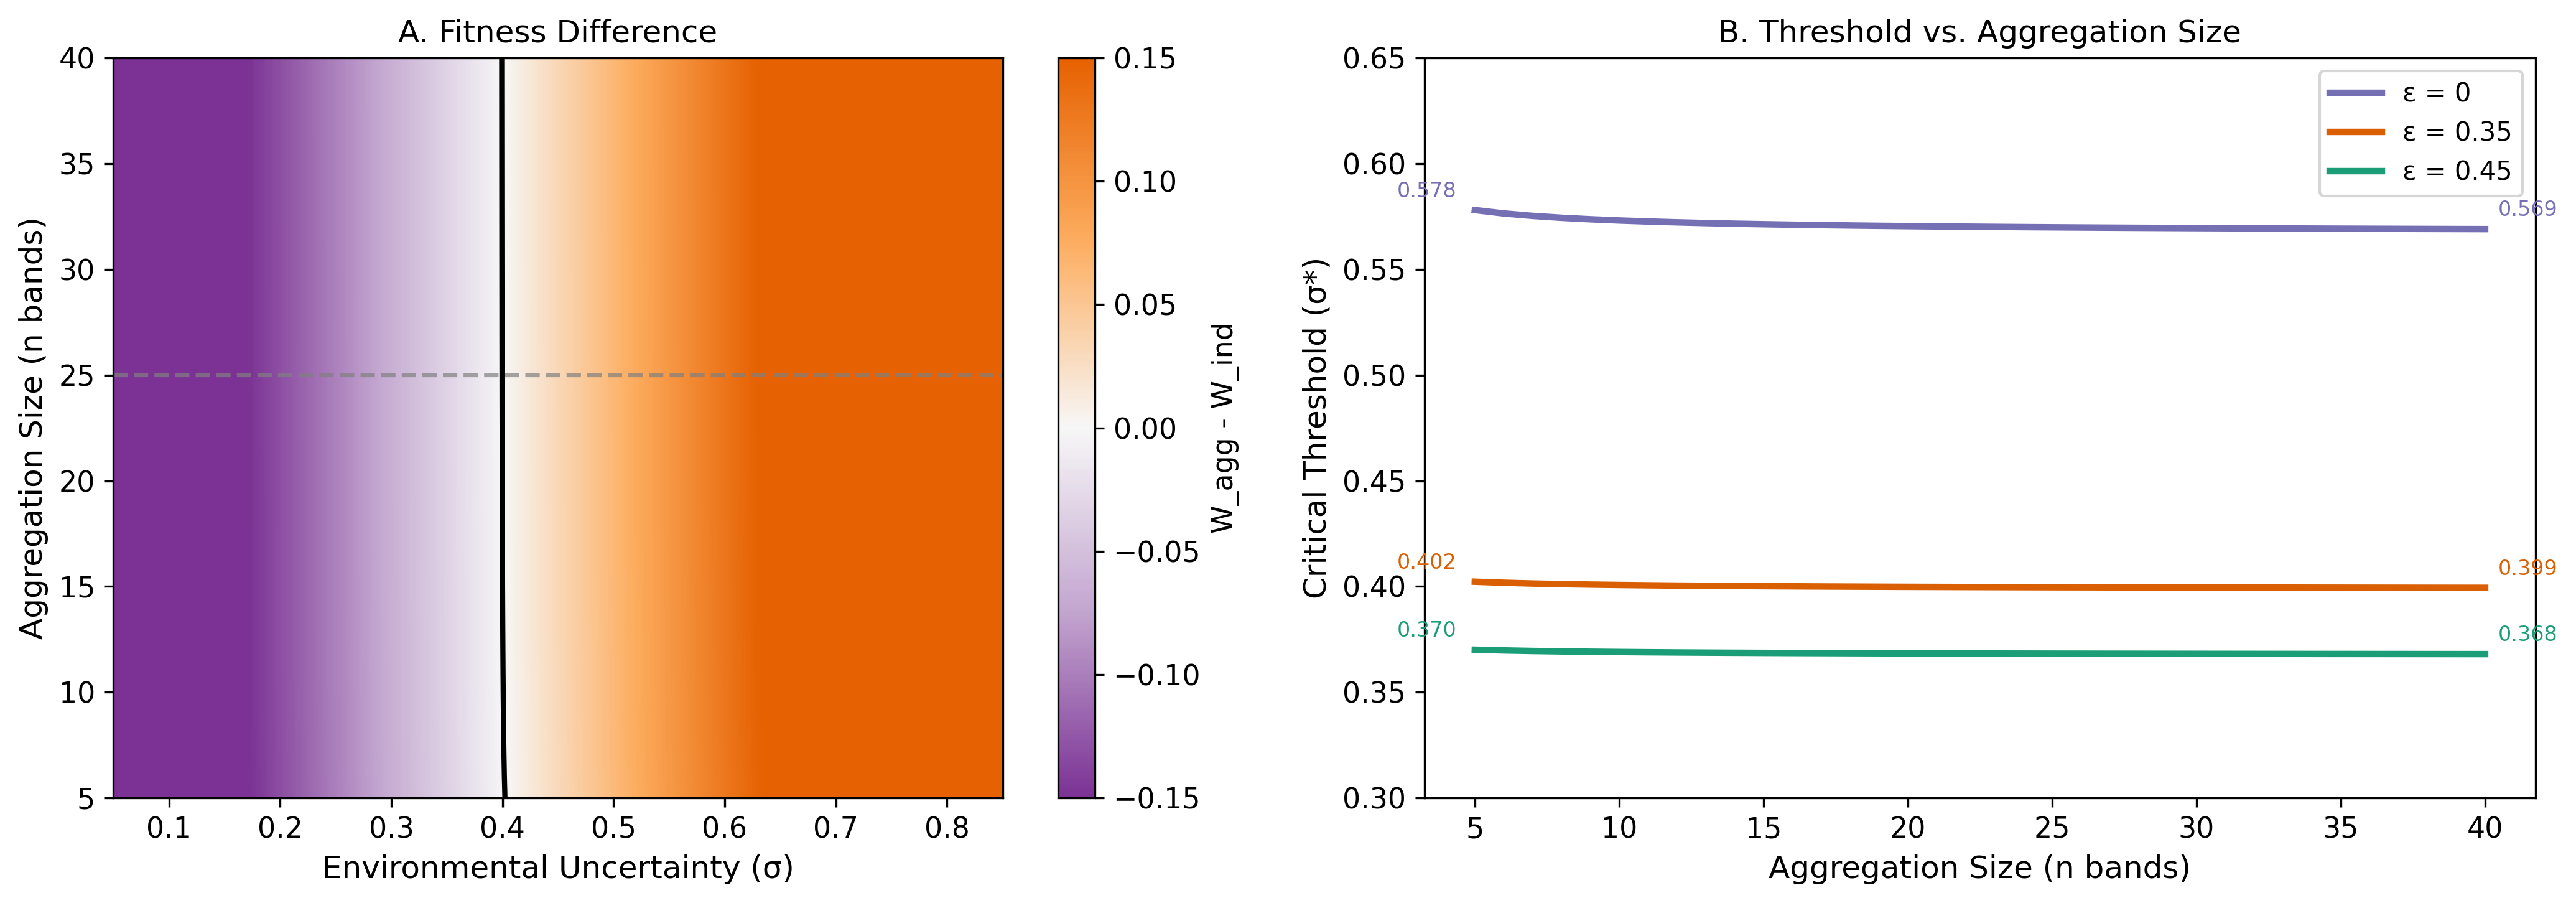 A. Fitness Difference
40
35
30
25
20
15
10
5
Aggregation Size (n bands)
0.1 0.2 0.3 0.4 0.5 0.6 0.7 0.8
Environmental Uncertainty (σ)
0.15
0.10
0.05
0.00
−0.05
−0.10
−0.15
W_agg - W_ind
B. Threshold vs. Aggregation Size
0.65
0.60
0.55
0.50
0.45
0.40
0.35
0.30
Critical Threshold (σ*)
ε = 0
ε = 0.35
ε = 0.45
0.578
0.569
0.402
0.399
0.370
0.368
5 10 15 20 25 30 35 40
Aggregation Size (n bands)